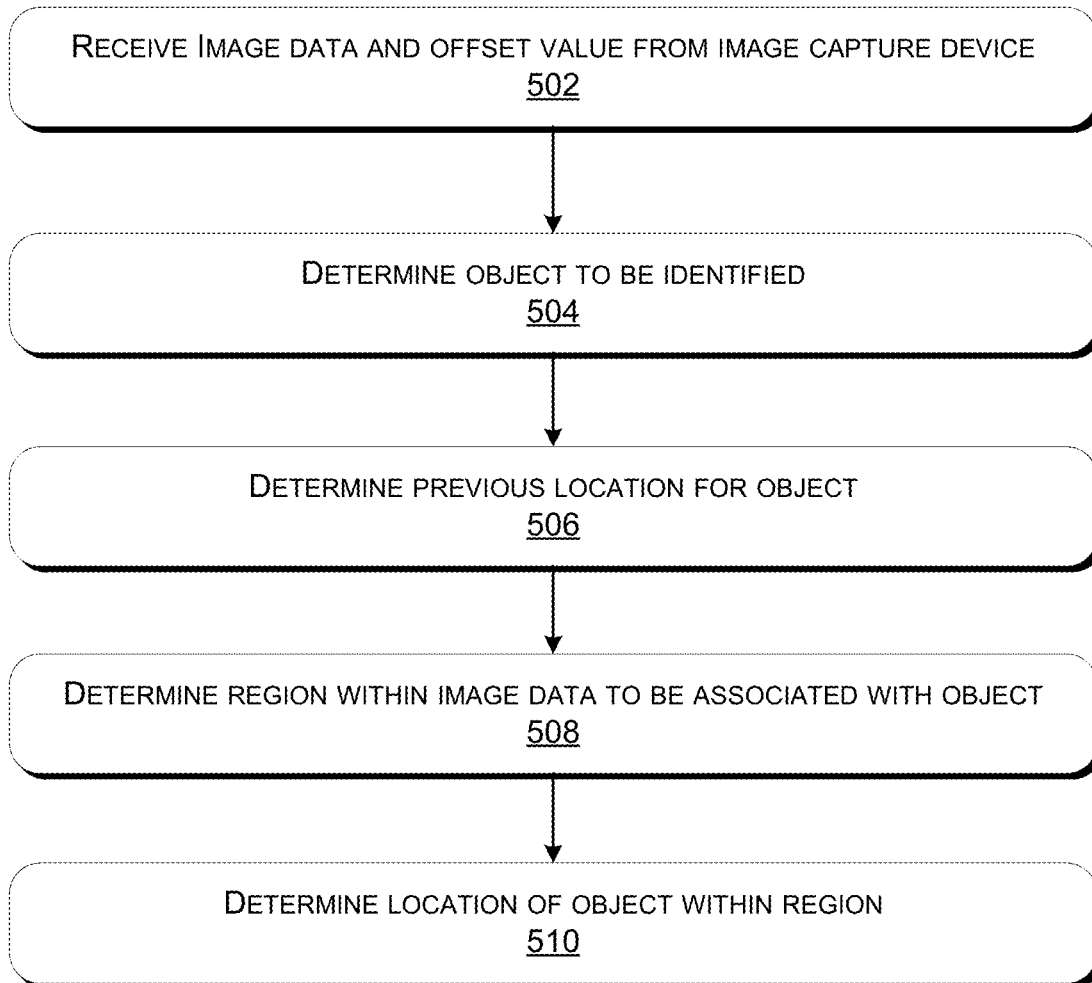 RECEIVE IMAGE DATA AND OFFSET VALUE FROM IMAGE CAPTURE DEVICE
502
DETERMINE OBJECT TO BE IDENTIFIED
504
DETERMINE PREVIOUS LOCATION FOR OBJECT
506
DETERMINE REGION WITHIN IMAGE DATA TO BE ASSOCIATED WITH OBJECT
508
DETERMINE LOCATION OF OBJECT WITHIN REGION
510